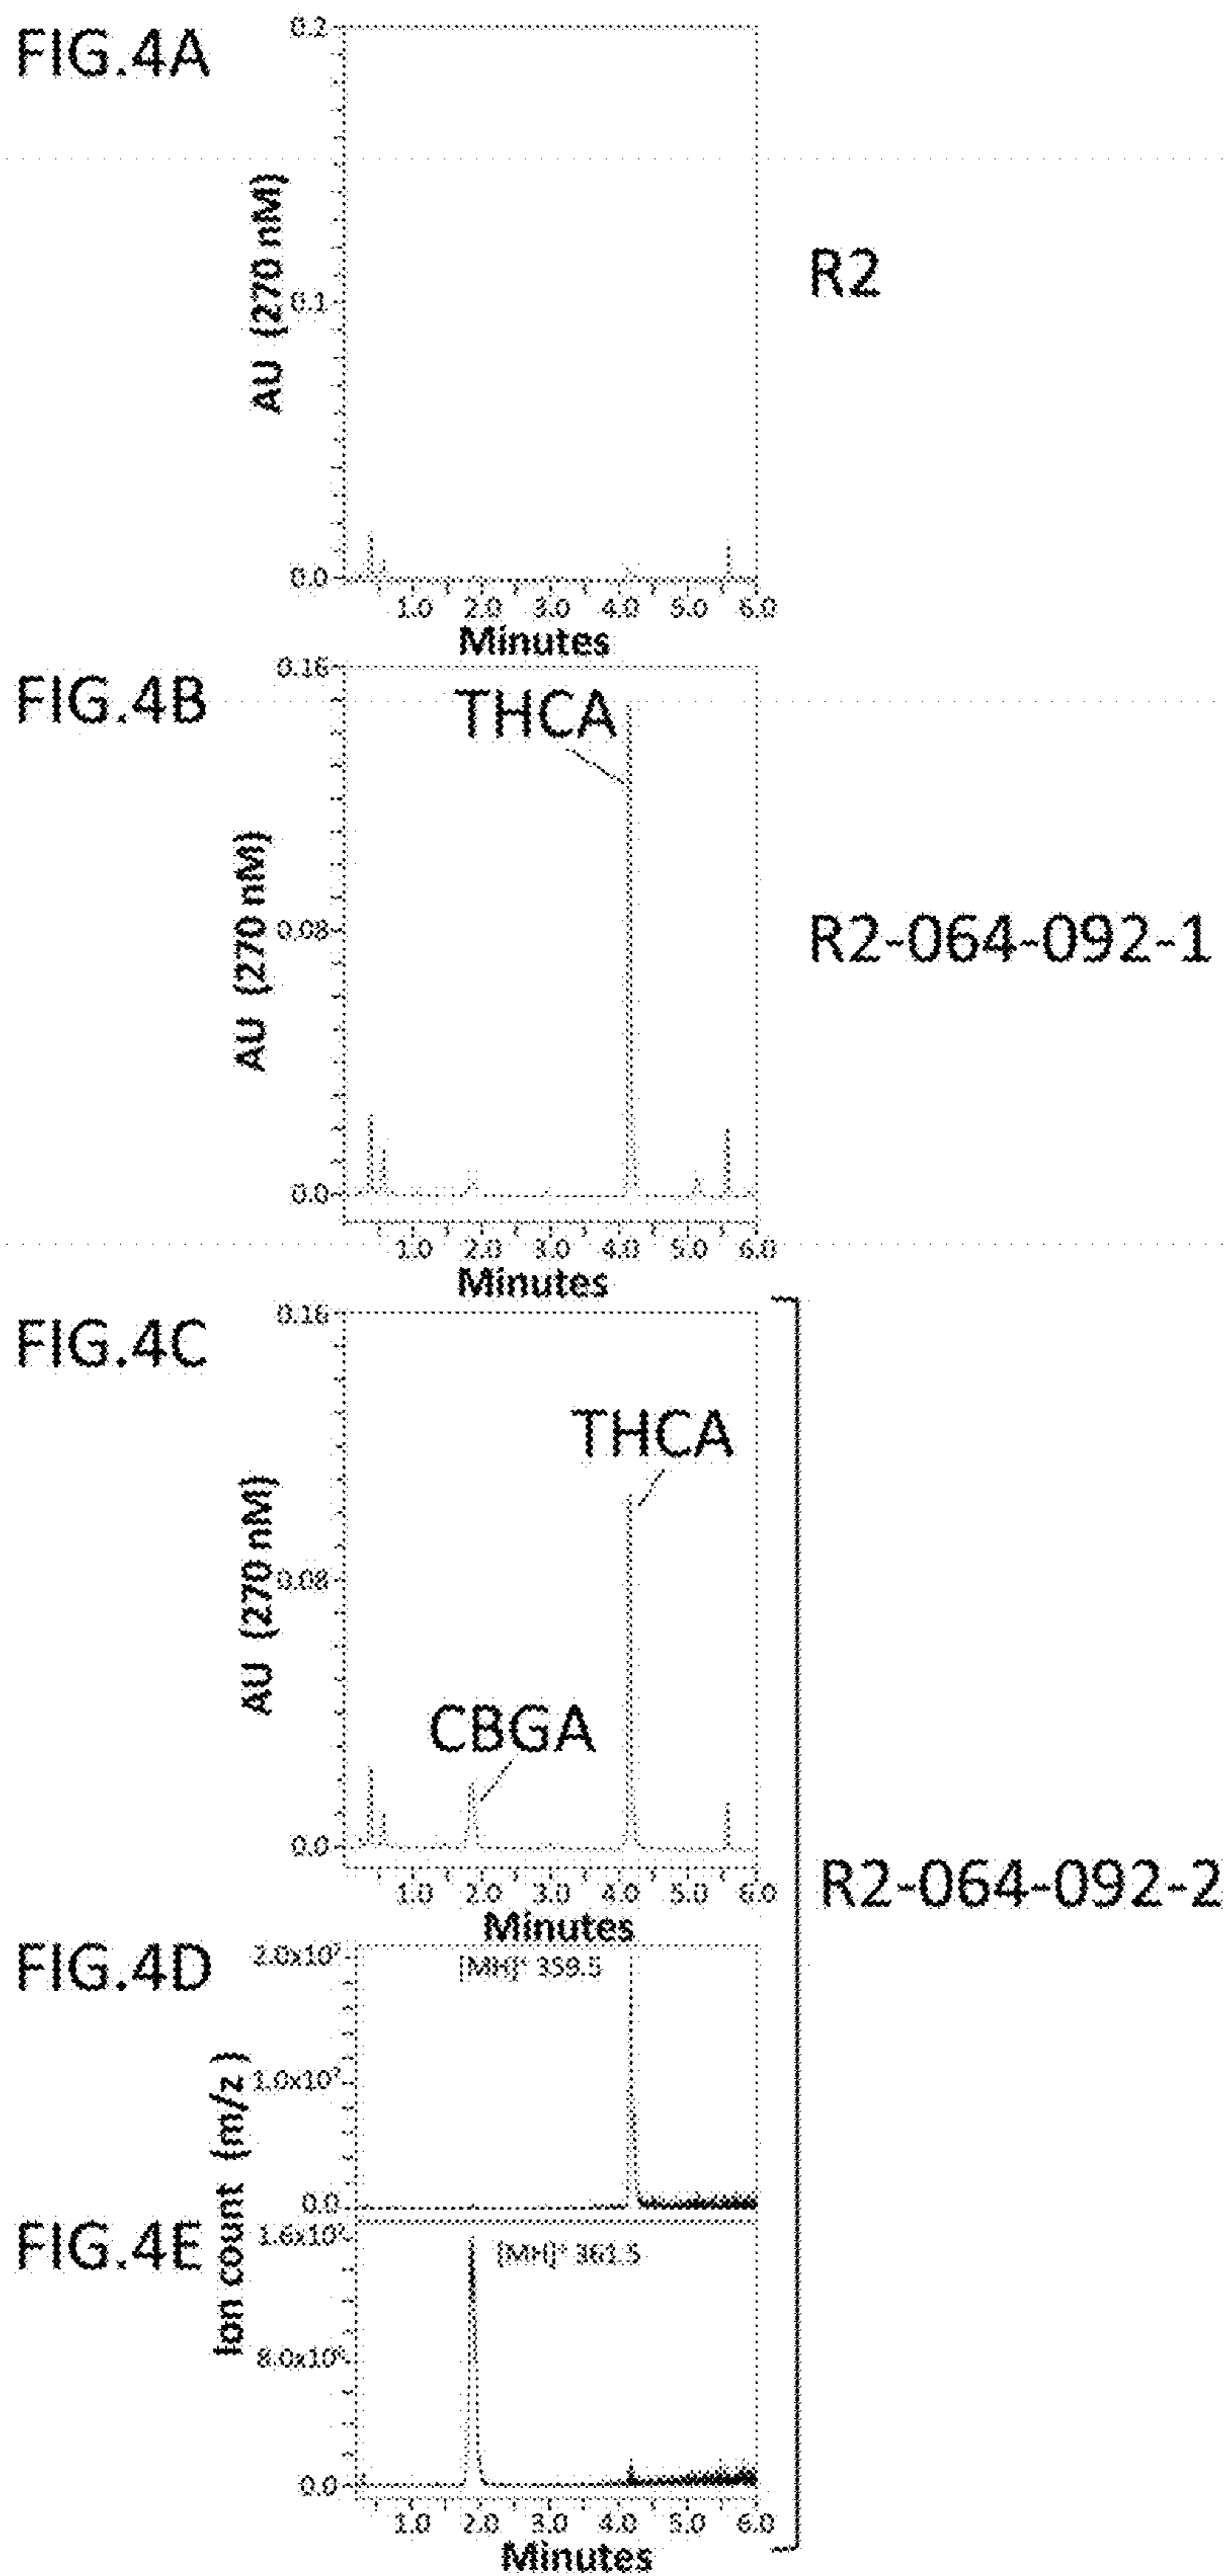 FIG.4A
0.2
AU (270 nM)
0.1
0.0
R2
1.0 2.0 3.0 4.0 5.0 6.0
Minutes
FIG.4B
0.16
THCA
AU (270 nM)
0.08
0.0
R2-064-092-1
1.0 2.0 3.0 4.0 5.0 6.0
Minutes
FIG.4C
0.16
THCA
AU (270 nM)
0.08
CBGA
0.0
1.0 2.0 3.0 4.0 5.0 6.0
Minutes
R2-064-092-2
FIG.4D
2.0x10⁷
[MH]⁺ 359.5
Ion count (m/z)
1.0x10⁷
0.0
FIG.4E
[MH]⁺ 361.5
0.0
1.0 2.0 3.0 4.0 5.0 6.0
Minutes